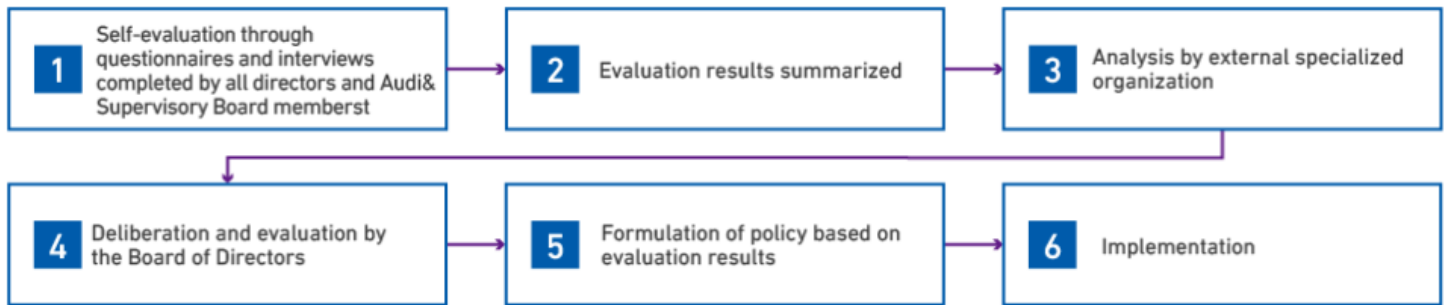 1
Self-evaluation through
questionnaires and interviews
completed by all directors and Audi&
Supervisory Board memberst
2
Evaluation results summarized
3
Analysis by external specialized
organization
4
Deliberation and evaluation by
the Board of Directors
5
Formulation of policy based on
evaluation results
6
Implementation